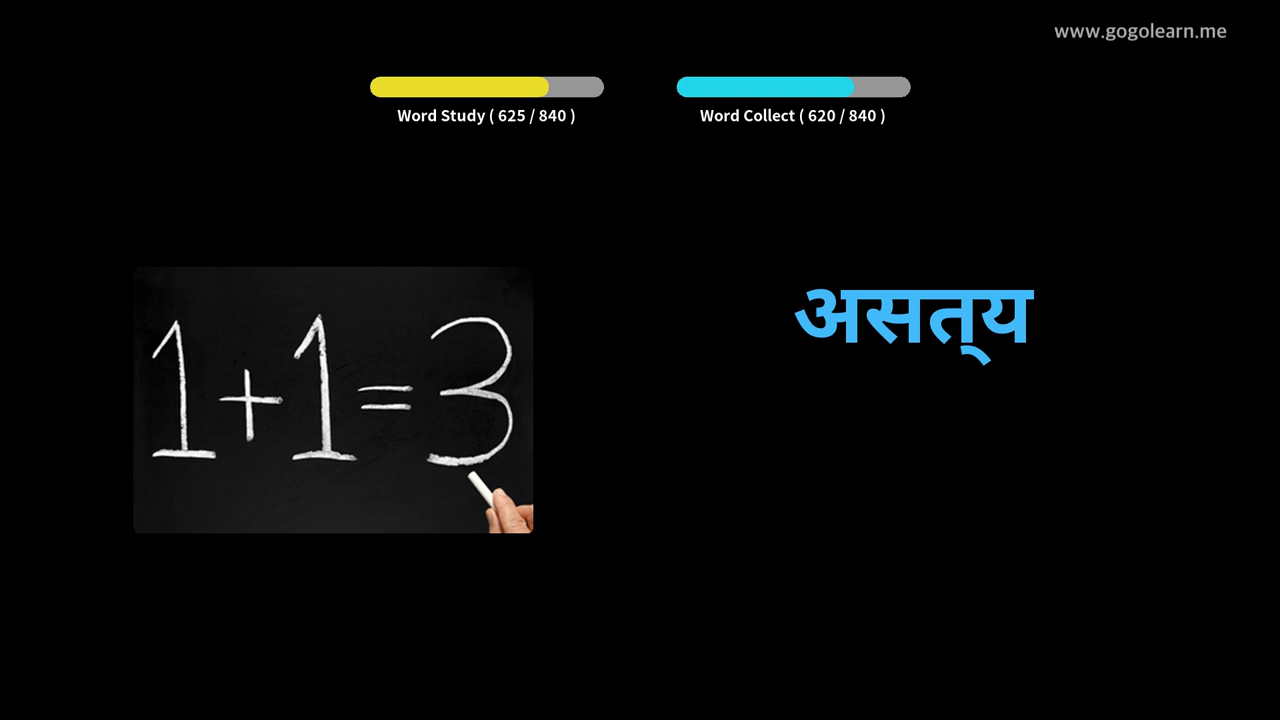 www.gogolearn.me
Word Study ( 625 / 840 )
Word Collect ( 620 / 840 )
1+1=3
असत्य